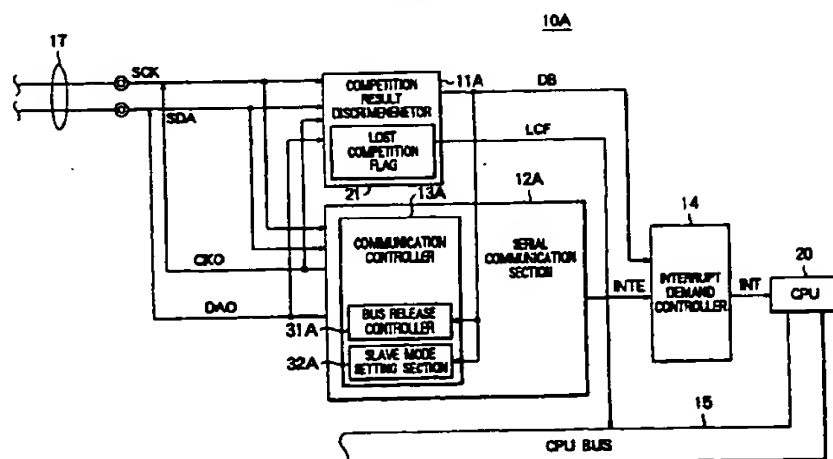 10A
17
SCK
SDA
COMPETITION
RESULT
DISCRIMENENETOR
11A
DB
LOST
COMPETITION
FLAG
LCF
21
13A
12A
14
20
COMMUNICATION
CONTROLLER
SERIAL
COMMUNICATION
SECTION
CKO
DAO
INTE
INTERRUPT
DEMAND
CONTROLLER
INT
CPU
31A
BUS RELEASE
CONTROLLER
32A
SLAVE MODE
SETTING SECTION
15
CPU BUS